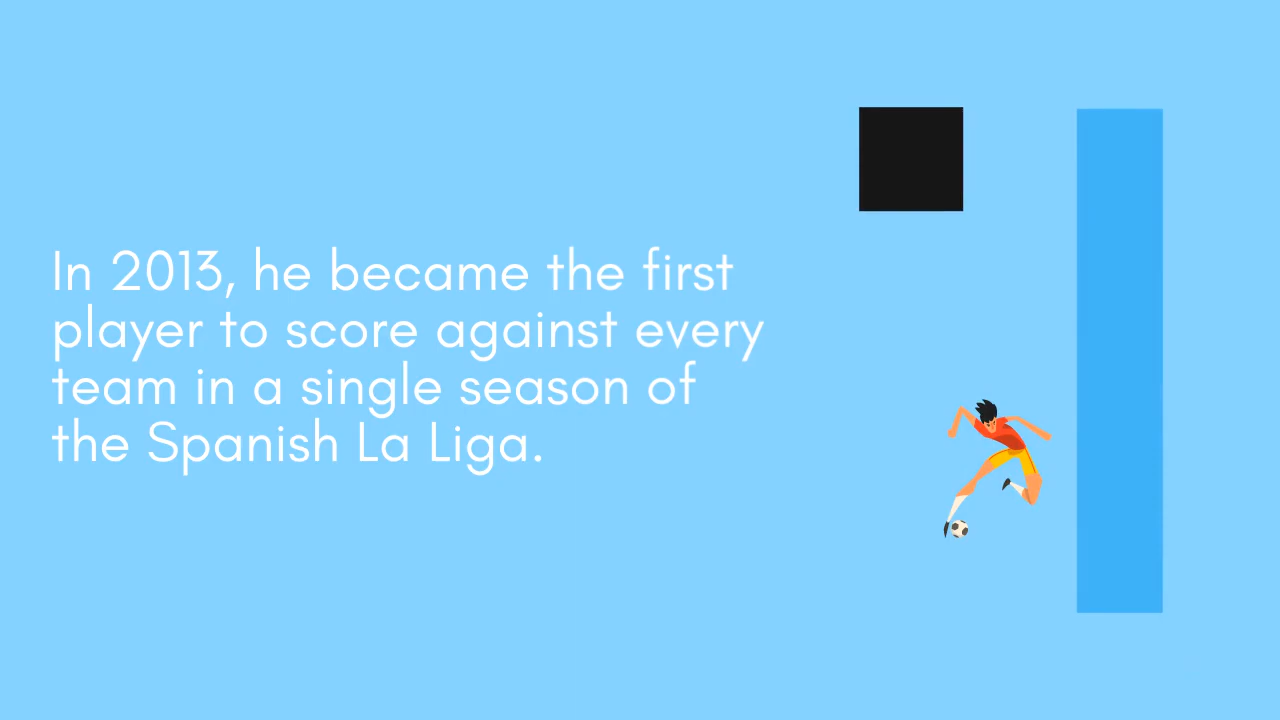 In 2013, he became the first
player to score against every
team in a single season of
the Spanish La Liga.